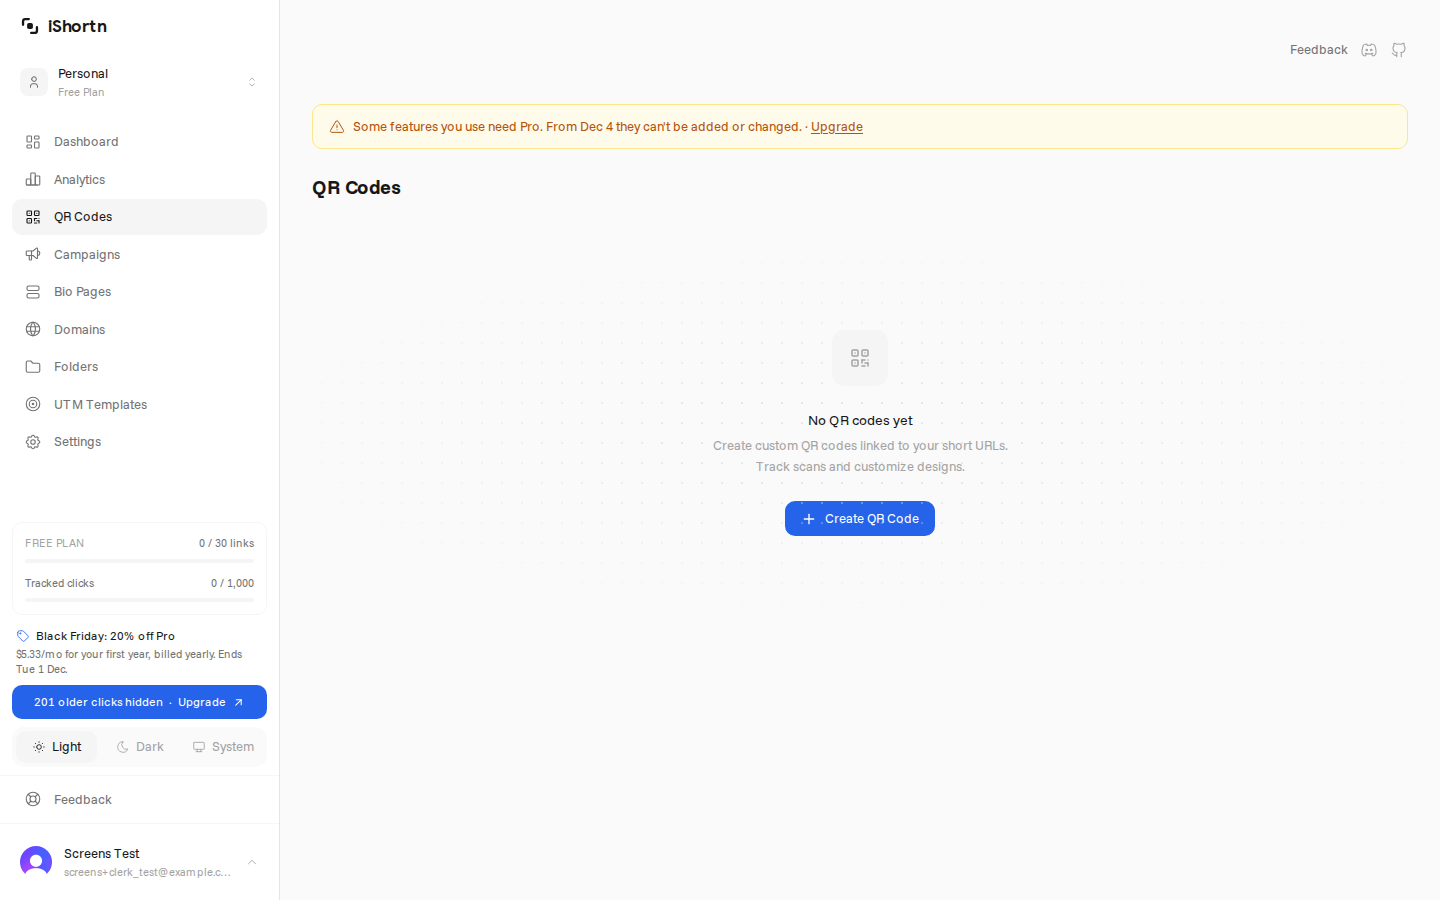 iShortn
Personal
Free Plan
Dashboard
Analytics
QR Codes
Campaigns
Bio Pages
Domains
Folders
UTM Templates
Settings
FREE PLAN 0 / 30 links
Tracked clicks 0 / 1,000
Black Friday: 20% off Pro
$5.33/mo for your first year, billed yearly. Ends
Tue 1 Dec.
201 older clicks hidden · Upgrade
Light Dark System
Feedback
Screens Test
screens+clerk_test@example.c...
Feedback
Some features you use need Pro. From Dec 4 they can't be added or changed. · Upgrade
QR Codes
No QR codes yet
Create custom QR codes linked to your short URLs.
Track scans and customize designs.
Create QR Code